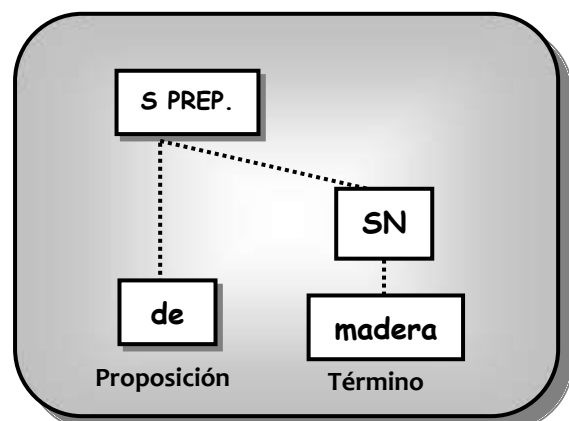 S PREP.
SN
de
madera
Proposición
Término